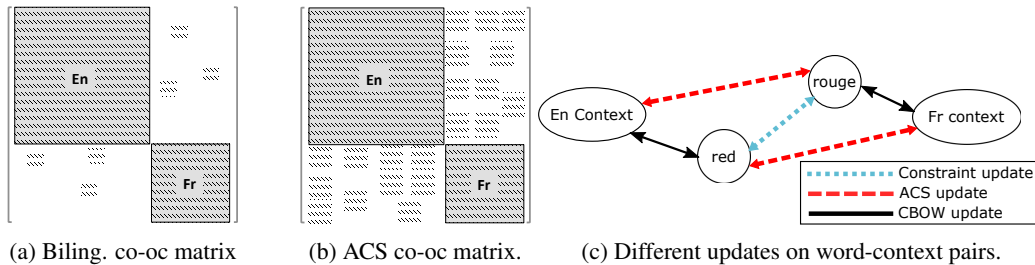 En
Fr
En
Fr
En Context
rouge
red
Fr context
Constraint update
ACS update
CBOW update
(a) Biling. co-oc matrix
(b) ACS co-oc matrix.
(c) Different updates on word-context pairs.